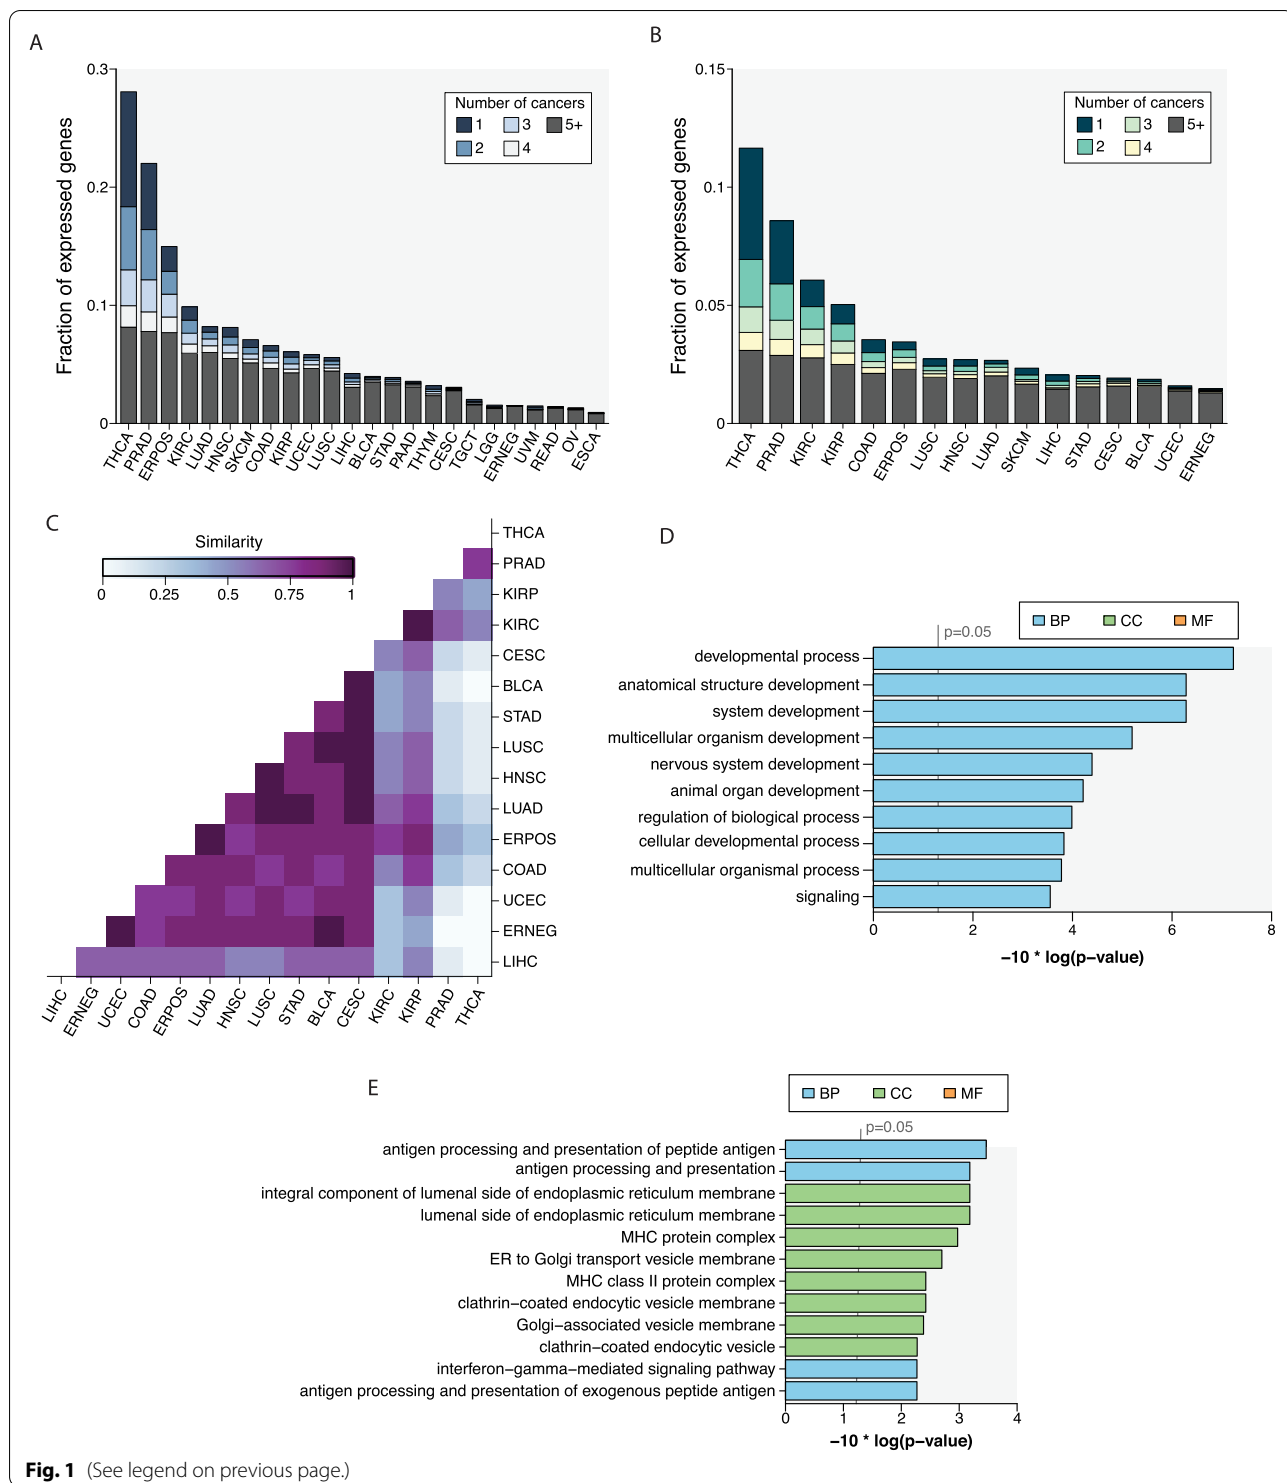 A
0.3
0.2
0.1
0
Fraction of expressed genes
Number of cancers
1 3 5+
2 4
THCA PRAD ERPOS KIRC LUAD HNSC SKCM COAD KIRP UCEC LUSC LIHC BLCA STAD PAAD THYM CESC TGCT LGG ERNEG UVM READ OV ESCA
B
0.15
0.1
0.05
0
Fraction of expressed genes
Number of cancers
1 3 5+
2 4
THCA PRAD KIRC KIRP COAD ERPOS LUSC HNSC LUAD SKCM LIHC STAD CESC BLCA UCEC ERNEG
C
Similarity
0 0.25 0.5 0.75 1
THCA
PRAD
KIRP
KIRC
CESC
BLCA
STAD
LUSC
HNSC
LUAD
ERPOS
COAD
UCEC
ERNEG
LIHC
LIHC ERNEG UCEC COAD ERPOS LUAD HNSC LUSC STAD BLCA CESC KIRC KIRP PRAD THCA
D
BP CC MF
p=0.05
developmental process
anatomical structure development
system development
multicellular organism development
nervous system development
animal organ development
regulation of biological process
cellular developmental process
multicellular organismal process
signaling
0 2 4 6 8
−10 * log(p−value)
E
BP CC MF
p=0.05
antigen processing and presentation of peptide antigen
antigen processing and presentation
integral component of lumenal side of endoplasmic reticulum membrane
lumenal side of endoplasmic reticulum membrane
MHC protein complex
ER to Golgi transport vesicle membrane
MHC class II protein complex
clathrin−coated endocytic vesicle membrane
Golgi−associated vesicle membrane
clathrin−coated endocytic vesicle
interferon−gamma−mediated signaling pathway
antigen processing and presentation of exogenous peptide antigen
0 1 2 3 4
−10 * log(p−value)
Fig. 1 (See legend on previous page.)